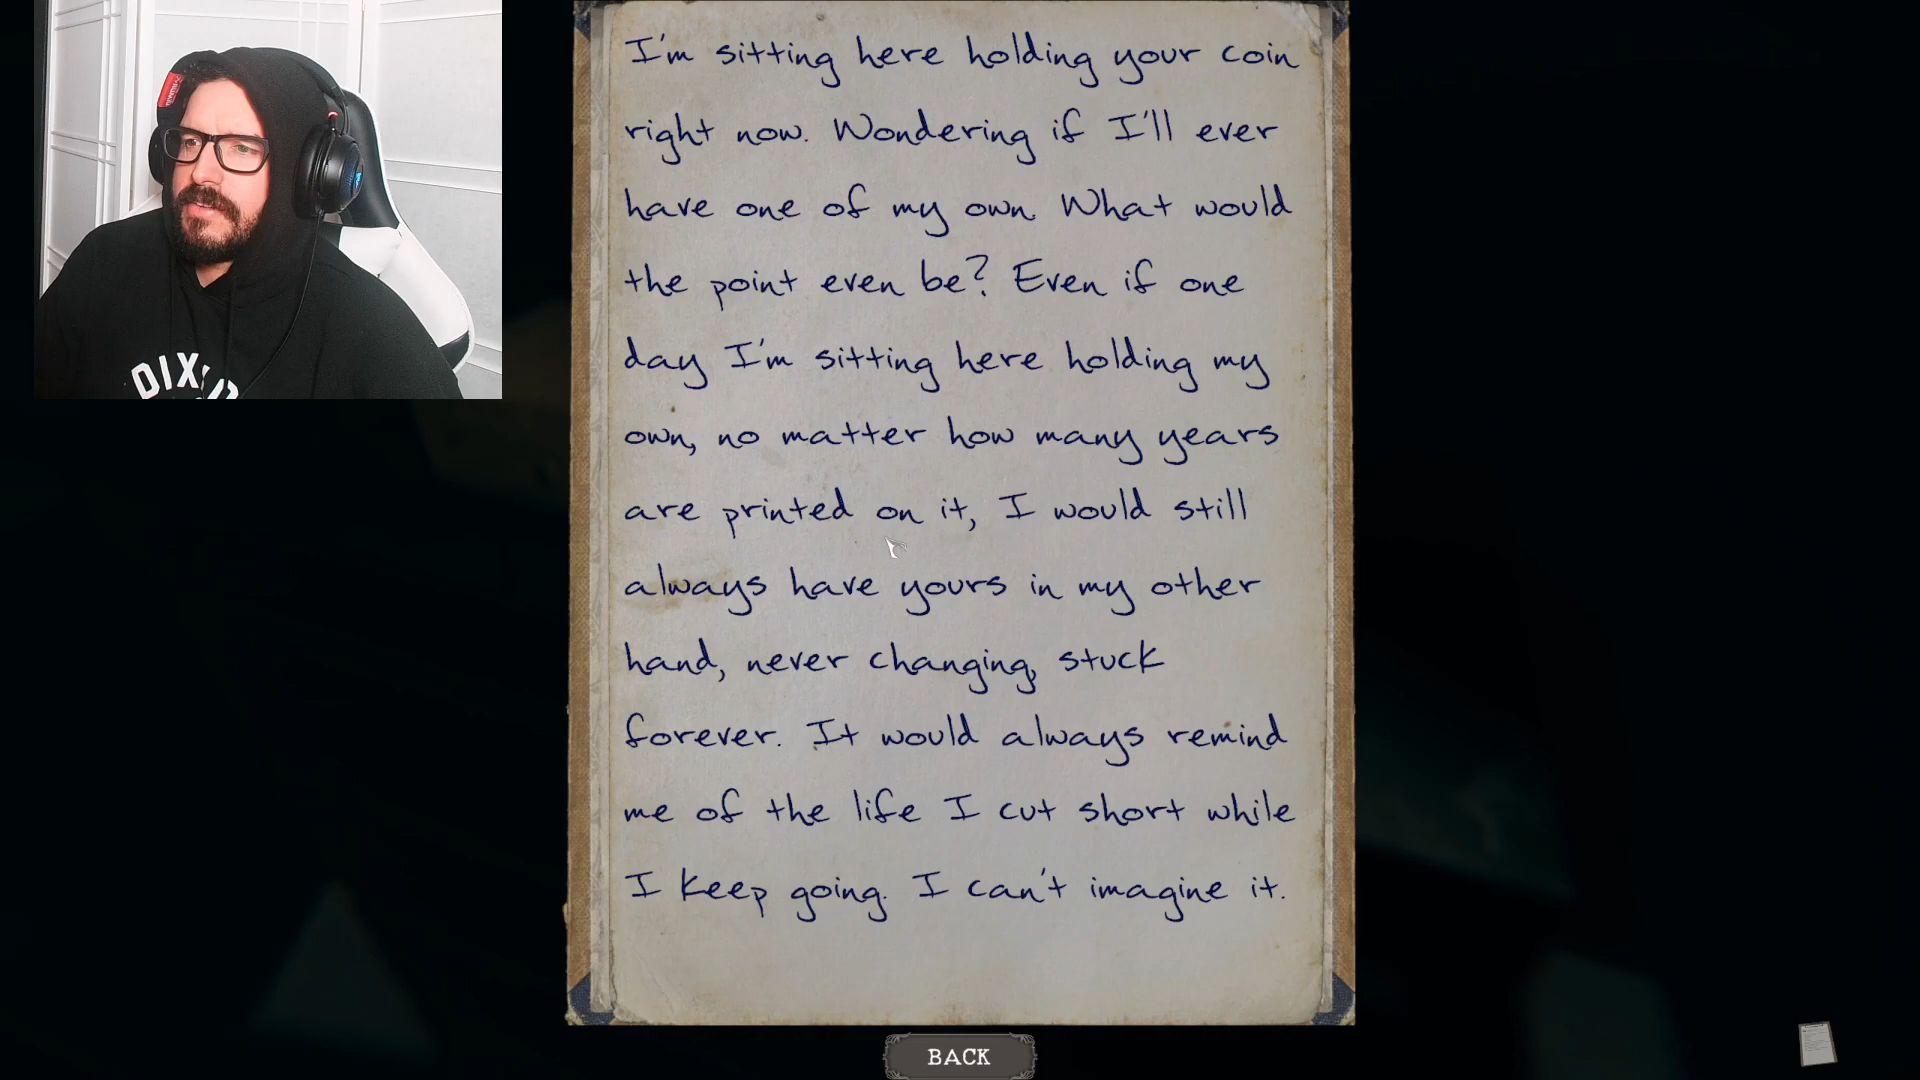 I'm sitting here holding your coin
right now. Wondering if I'll ever
have one of my own. What would
the point even be? Even if one
day I'm sitting here holding my
own, no matter how many years
are printed on it, I would still
always have yours in my other
hand, never changing, stuck
forever. It would always remind
me of the life I cut short while
I keep going. I can't imagine it.
BACK